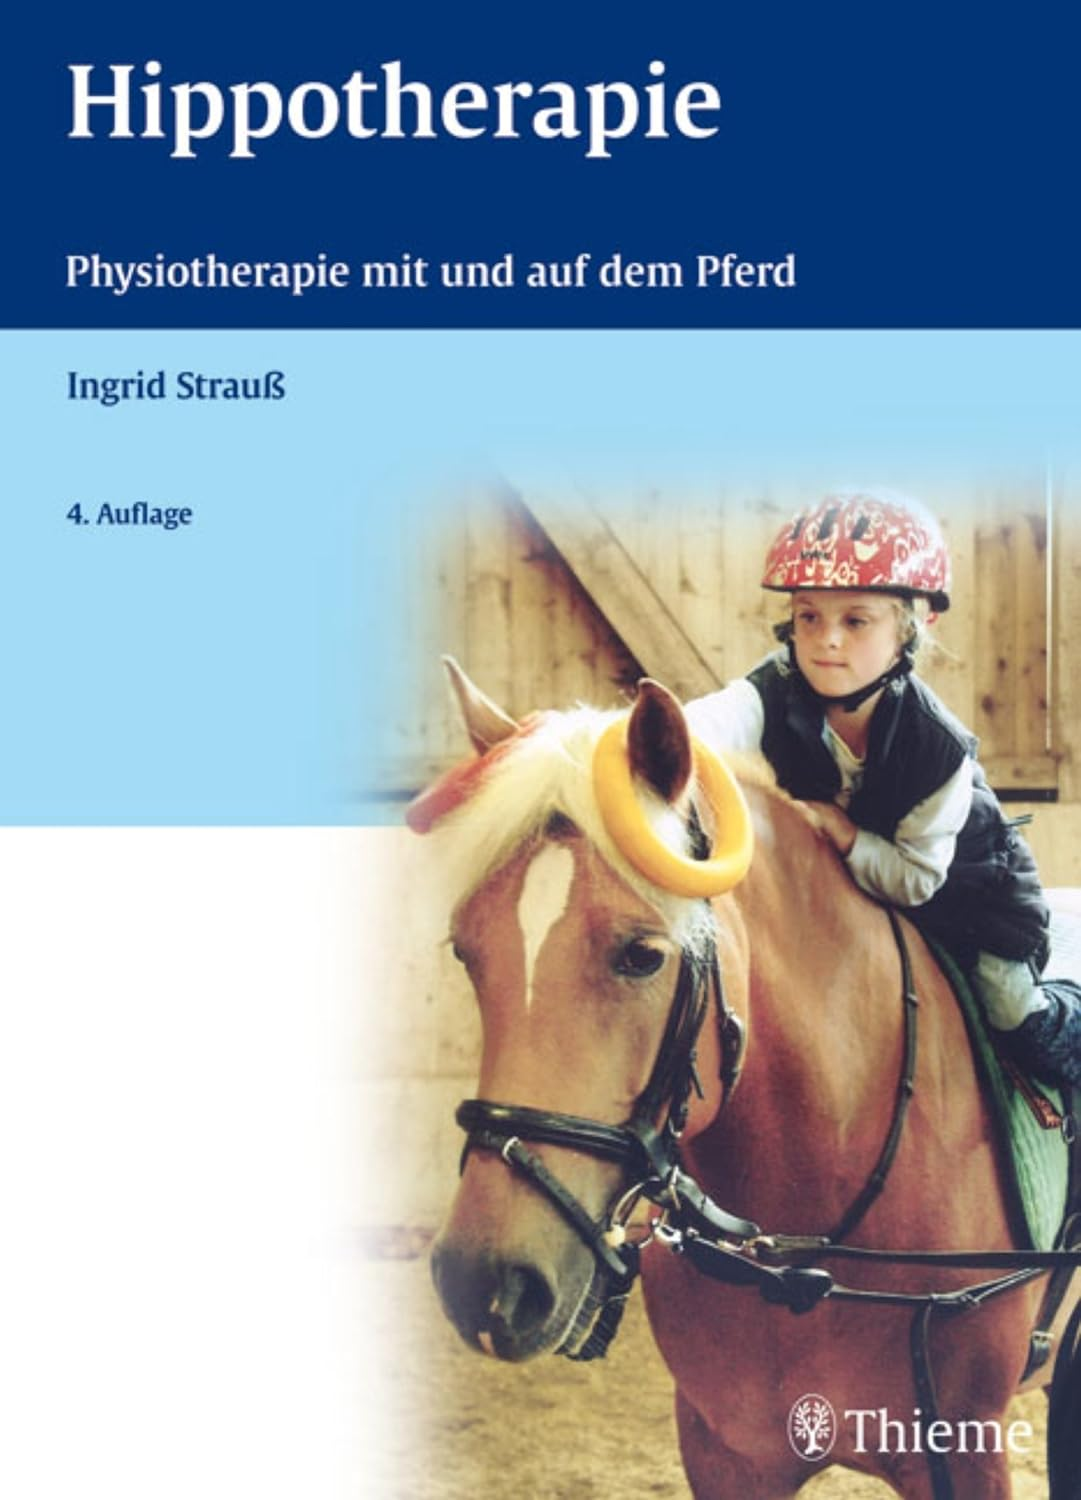 Hippotherapie
Physiotherapie mit und auf dem Pferd
Ingrid Strauß
4. Auflage
Thieme